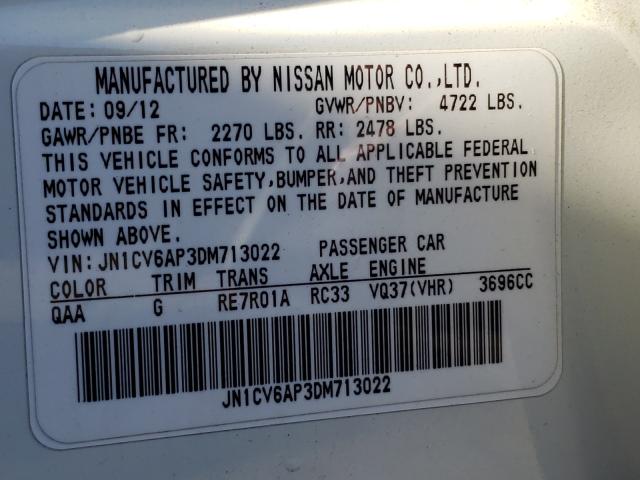 MANUFACTURED BY NISSAN MOTOR CO.,LTD.
DATE: 09/12 GVWR/PNBV: 4722 LBS.
GAWR/PNBE FR: 2270 LBS. RR: 2478 LBS.
THIS VEHICLE CONFORMS TO ALL APPLICABLE FEDERAL
MOTOR VEHICLE SAFETY,BUMPER,AND THEFT PREVENTION
STANDARDS IN EFFECT ON THE DATE OF MANUFACTURE
SHOWN ABOVE.
VIN: JN1CV6AP3DM713022 PASSENGER CAR
COLOR TRIM TRANS AXLE ENGINE
QAA G RE7R01A RC33 VQ37(VHR) 3696CC
JN1CV6AP3DM713022